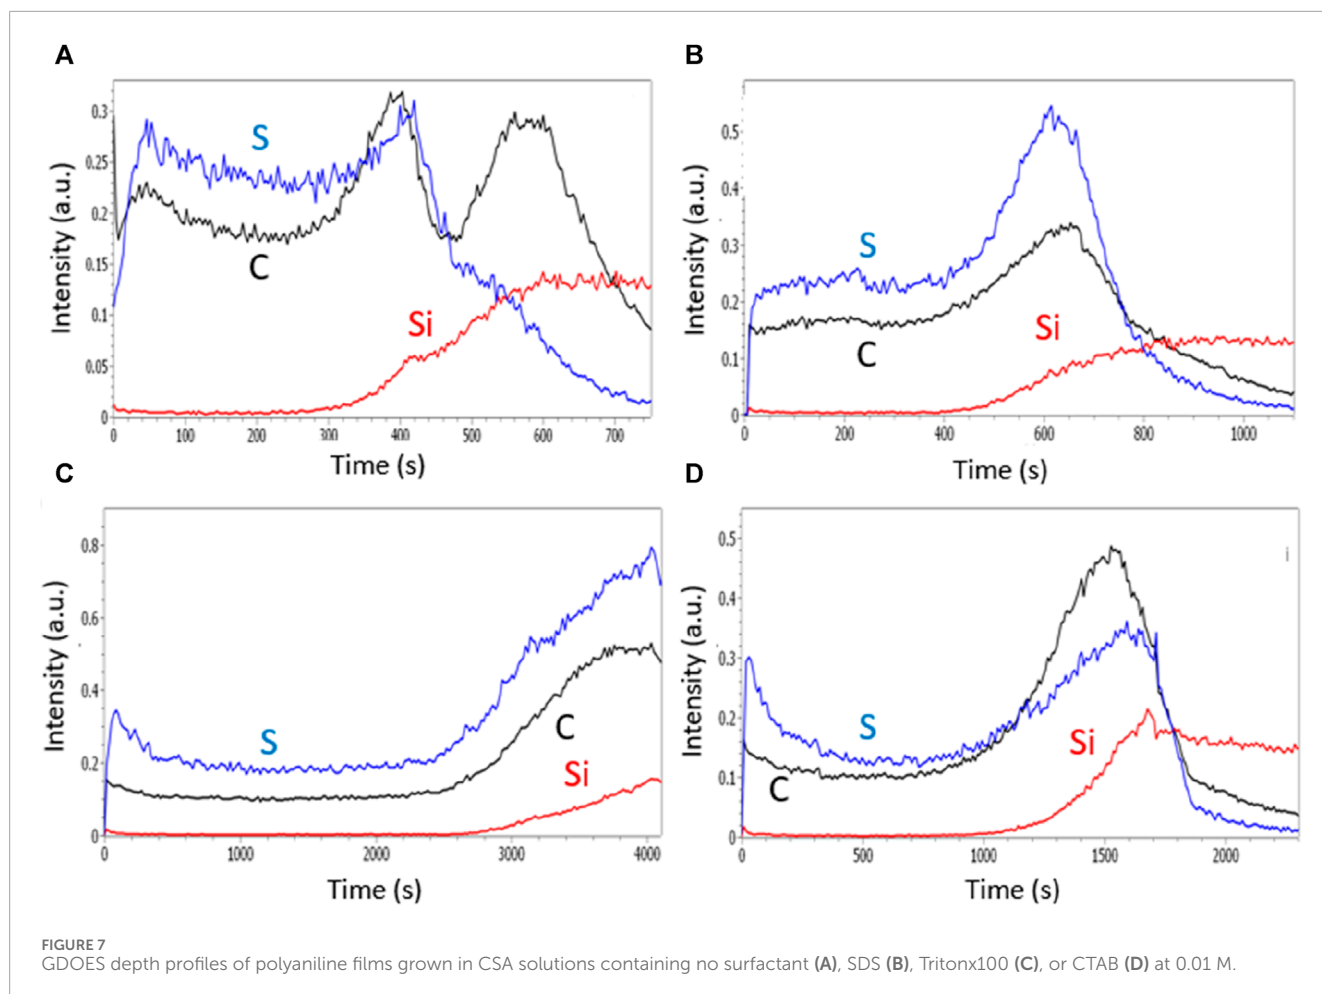 A
B
0.3
0.25
0.2
0.15
0.1
0.05
0
S
C
Si
Intensity (a.u.)
0 100 200 300 400 500 600 700
Time (s)
0.5
0.4
0.3
0.2
0.1
0
S
C
Si
Intensity (a.u.)
0 200 400 600 800 1000
Time (s)
C
D
0.8
0.6
0.4
0.2
0
S
C
Si
Intensity (a.u.)
0 1000 2000 3000 4000
Time (s)
0.5
0.4
0.3
0.2
0.1
0
S
C
Si
i
Intensity (a.u.)
0 500 1000 1500 2000
Time (s)
FIGURE 7
GDOES depth profiles of polyaniline films grown in CSA solutions containing no surfactant (A), SDS (B), Tritonx100 (C), or CTAB (D) at 0.01 M.